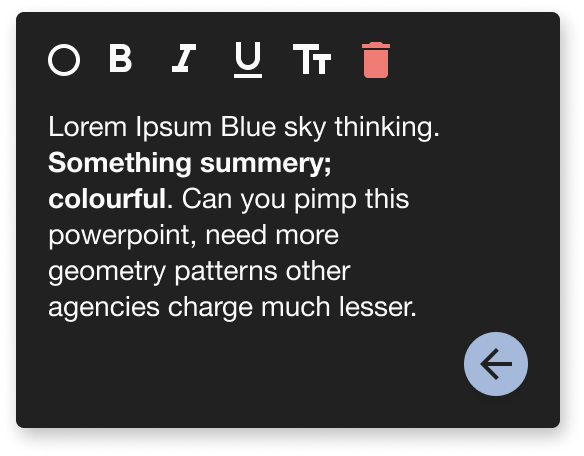 B I U TT
Lorem Ipsum Blue sky thinking.
Something summery;
colourful. Can you pimp this
powerpoint, need more
geometry patterns other
agencies charge much lesser.